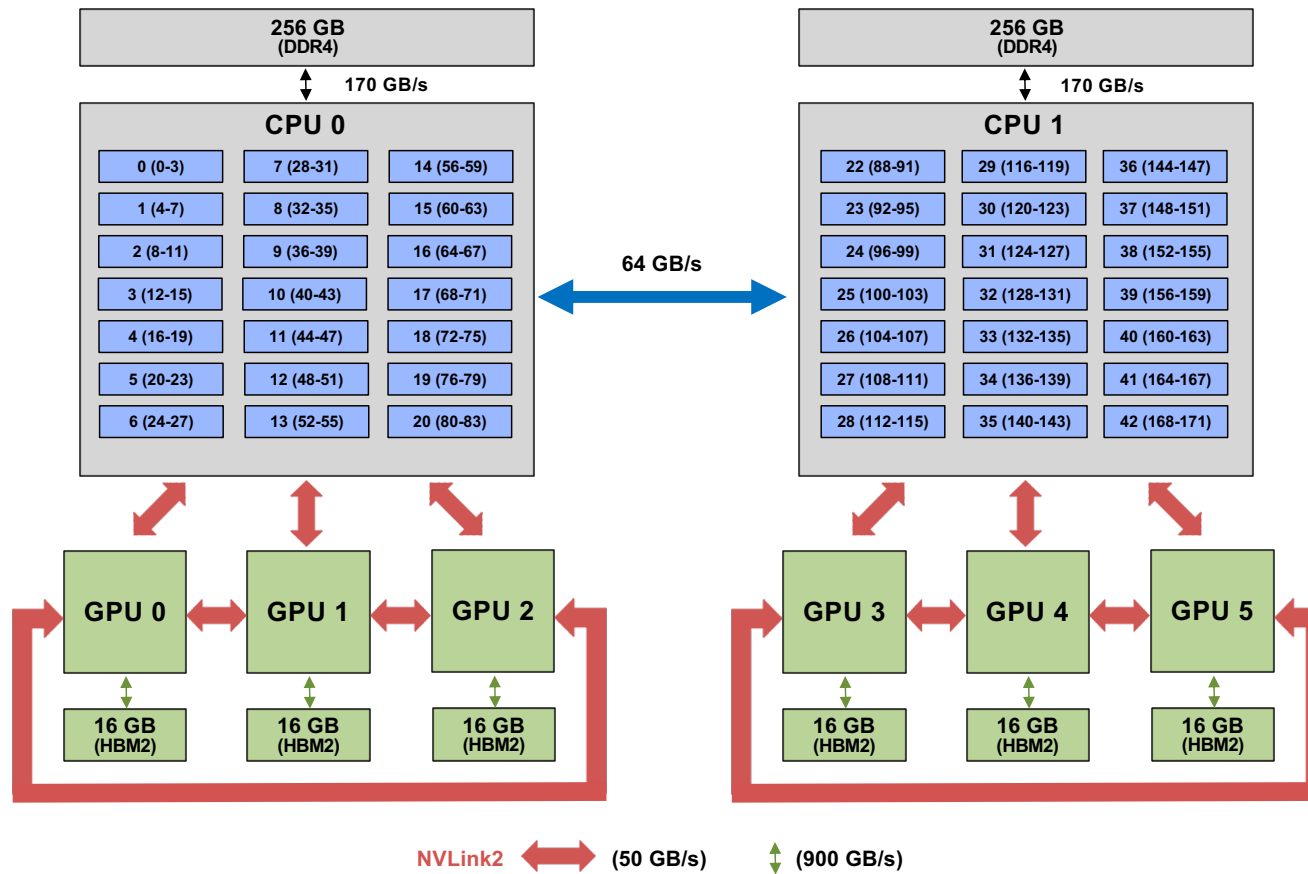 256 GB
(DDR4)
170 GB/s
CPU 0
0 (0-3)
7 (28-31)
14 (56-59)
1 (4-7)
8 (32-35)
15 (60-63)
2 (8-11)
9 (36-39)
16 (64-67)
3 (12-15)
10 (40-43)
17 (68-71)
4 (16-19)
11 (44-47)
18 (72-75)
5 (20-23)
12 (48-51)
19 (76-79)
6 (24-27)
13 (52-55)
20 (80-83)
64 GB/s
256 GB
(DDR4)
170 GB/s
CPU 1
22 (88-91)
29 (116-119)
36 (144-147)
23 (92-95)
30 (120-123)
37 (148-151)
24 (96-99)
31 (124-127)
38 (152-155)
25 (100-103)
32 (128-131)
39 (156-159)
26 (104-107)
33 (132-135)
40 (160-163)
27 (108-111)
34 (136-139)
41 (164-167)
28 (112-115)
35 (140-143)
42 (168-171)
GPU 0
GPU 1
GPU 2
16 GB
(HBM2)
16 GB
(HBM2)
16 GB
(HBM2)
GPU 3
GPU 4
GPU 5
16 GB
(HBM2)
16 GB
(HBM2)
16 GB
(HBM2)
NVLink2 (50 GB/s) (900 GB/s)